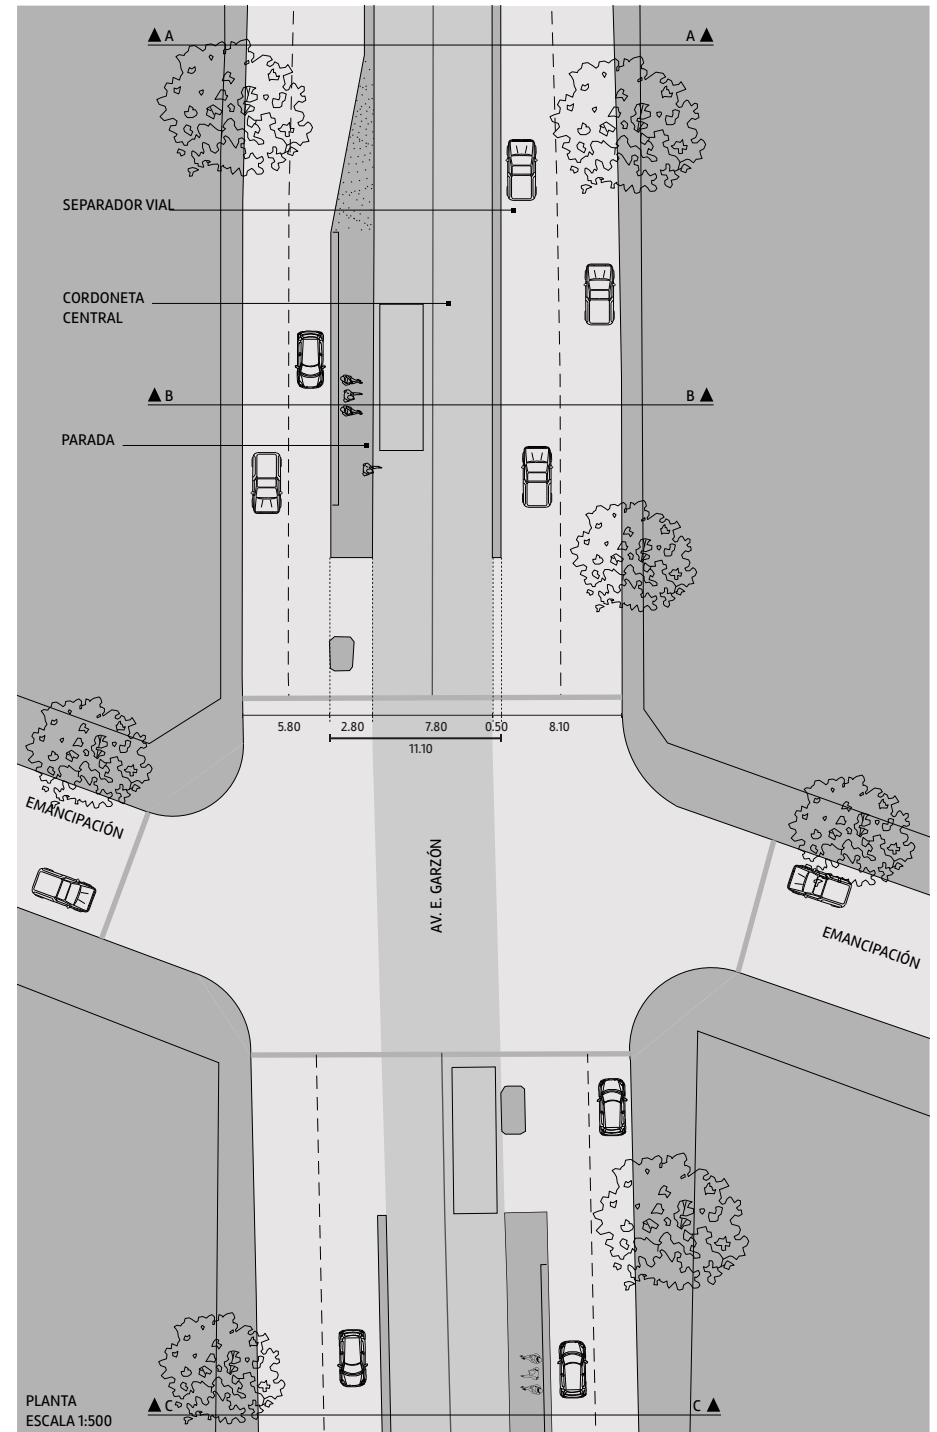 A A
SEPARADOR VIAL
CORDONETA
CENTRAL
B B
PARADA
5.80 2.80 7.80 0.50 8.10
11.10
EMANCIPACIÓN
AV. E. GARZÓN
EMANCIPACIÓN
PLANTA
ESCALA 1:500
C C